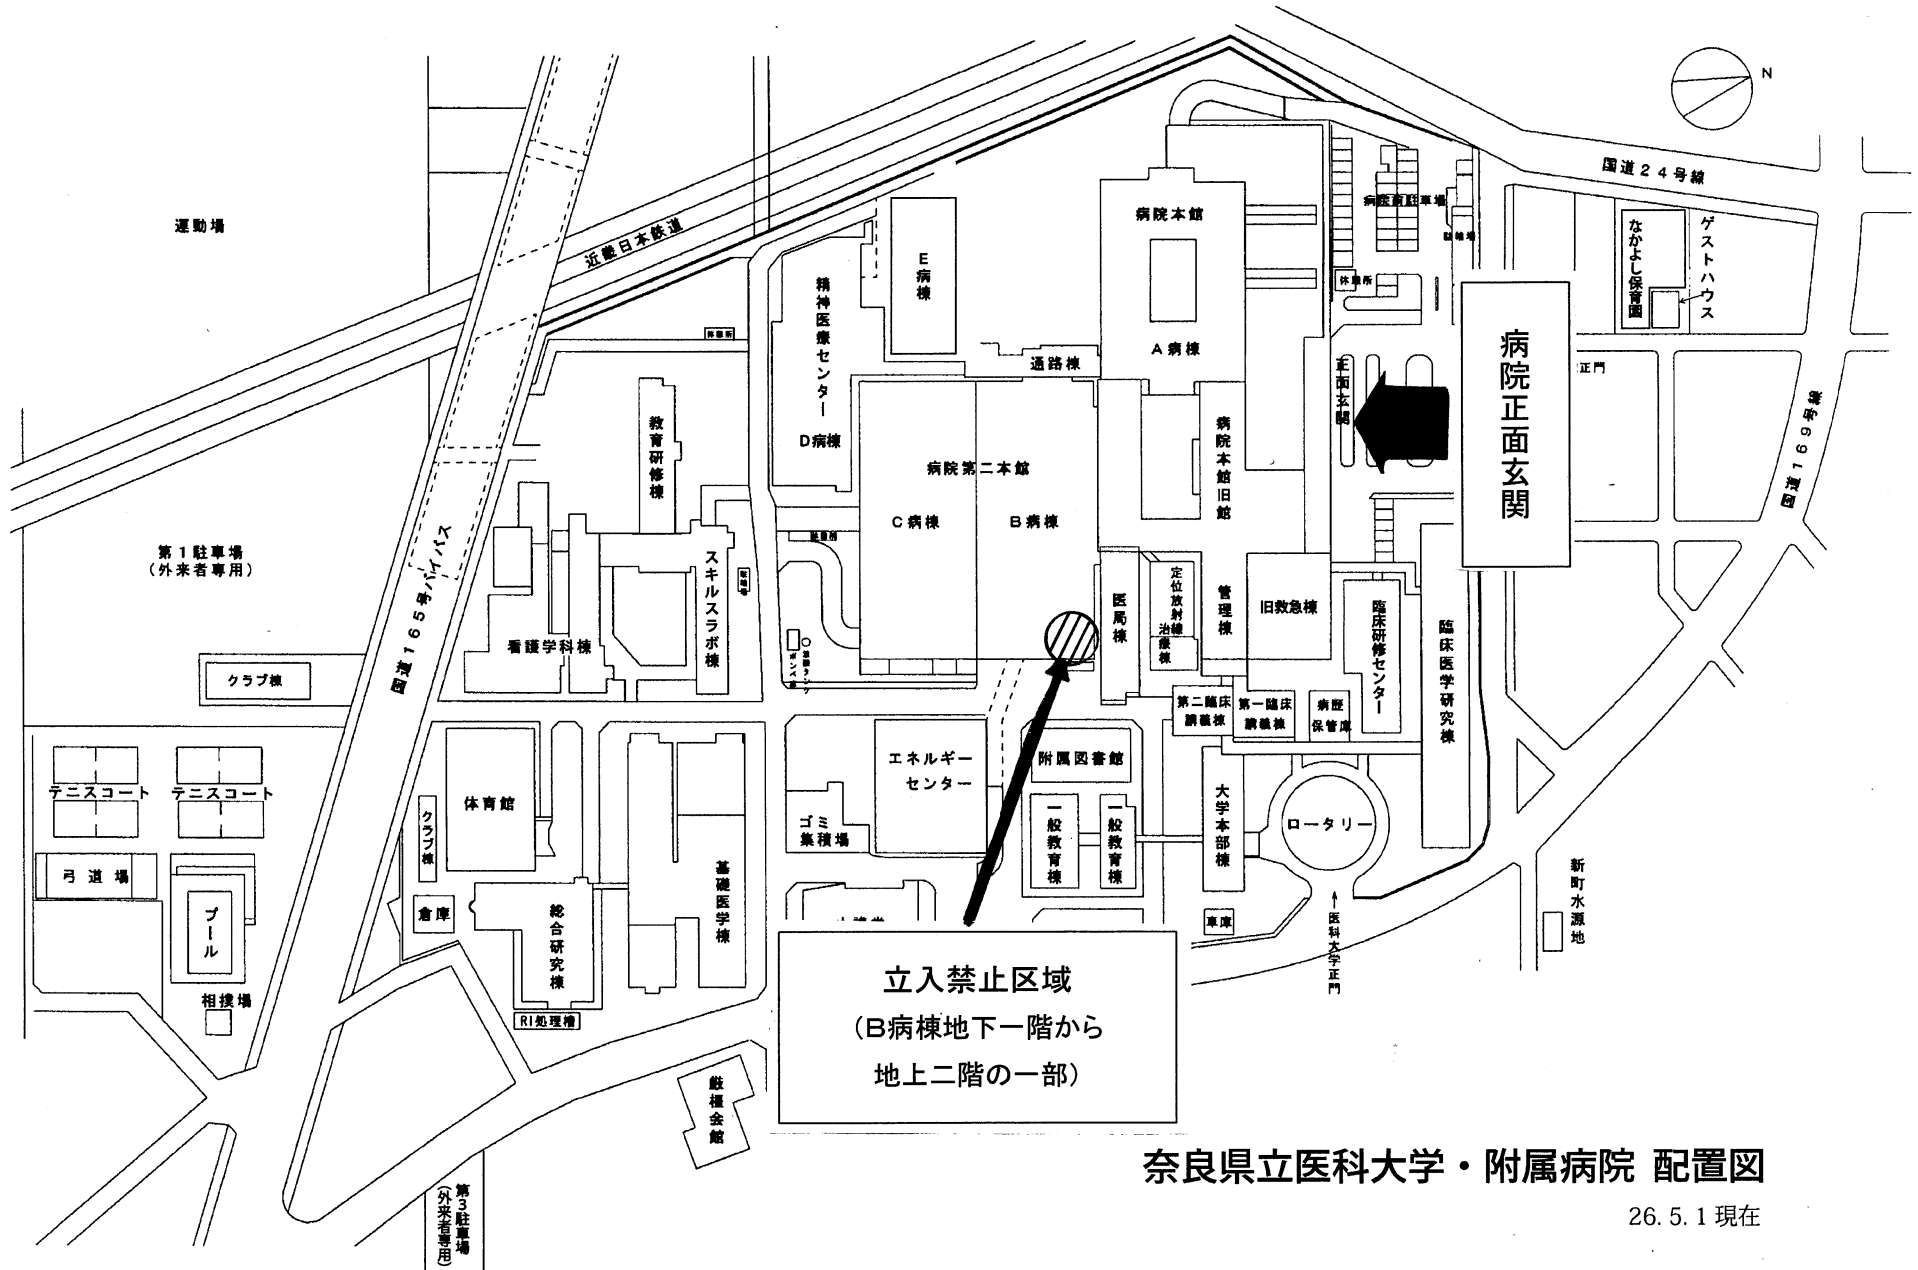 N
国道24号線
運動場
近畿日本鉄道
病院本館
なかよし保育園
ゲストハウス
E病棟
精神医療センター
D病棟
休憩所
通路棟
A病棟
病院正面玄関
正面玄関
正門
国道169号線
教育研修棟
病院第二本館
C病棟
B病棟
病院本館旧館
第1駐車場
(外来者専用)
国道165号バイパス
スキルスラボ棟
看護学科棟
医局棟
定位放射線
治療棟
管理棟
旧救急棟
臨床研修センター
臨床医学研究棟
クラブ棟
第二臨床
講義棟
第一臨床
講義棟
病歴
保管庫
エネルギー
センター
附属図書館
テニスコート
テニスコート
体育館
クラブ棟
ゴミ
集積場
一般教育棟
一般教育棟
大学本部棟
ロータリー
弓道場
プール
倉庫
総合研究棟
基礎医学棟
車庫
←医科大学正門
新町水源地
相撲場
RI処理槽
立入禁止区域
(B病棟地下一階から
地上二階の一部)
厳橿会館
第3駐車場
(外来者専用)
奈良県立医科大学・附属病院 配置図
26.5.1現在